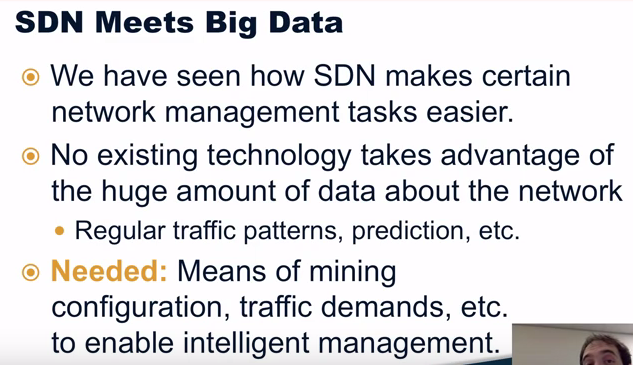 SDN Meets Big Data
We have seen how SDN makes certain
network management tasks easier.
No existing technology takes advantage of
the huge amount of data about the network
Regular traffic patterns, prediction, etc.
Needed: Means of mining
configuration, traffic demands, etc.
to enable intelligent management.